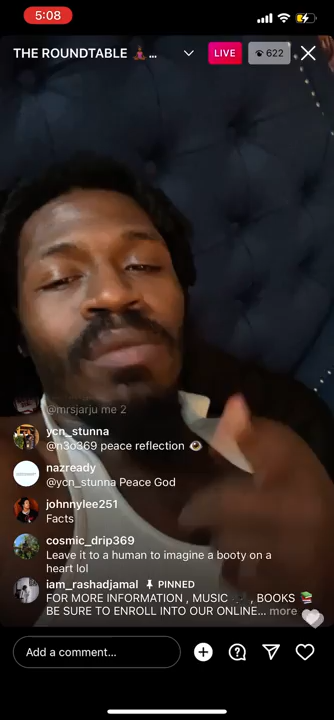 5:08
THE ROUNDTABLE 🧘🏾‍♂️ ...
LIVE
622
@mrsjarju me 2
ycn_stunna
@n3o369 peace reflection 👁️
nazready
@ycn_stunna Peace God
johnnylee251
Facts
cosmic_drip369
Leave it to a human to imagine a booty on a
heart lol
iam_rashadjamal PINNED
FOR MORE INFORMATION , MUSIC , BOOKS 📚
BE SURE TO ENROLL INTO OUR ONLINE... more
Add a comment...